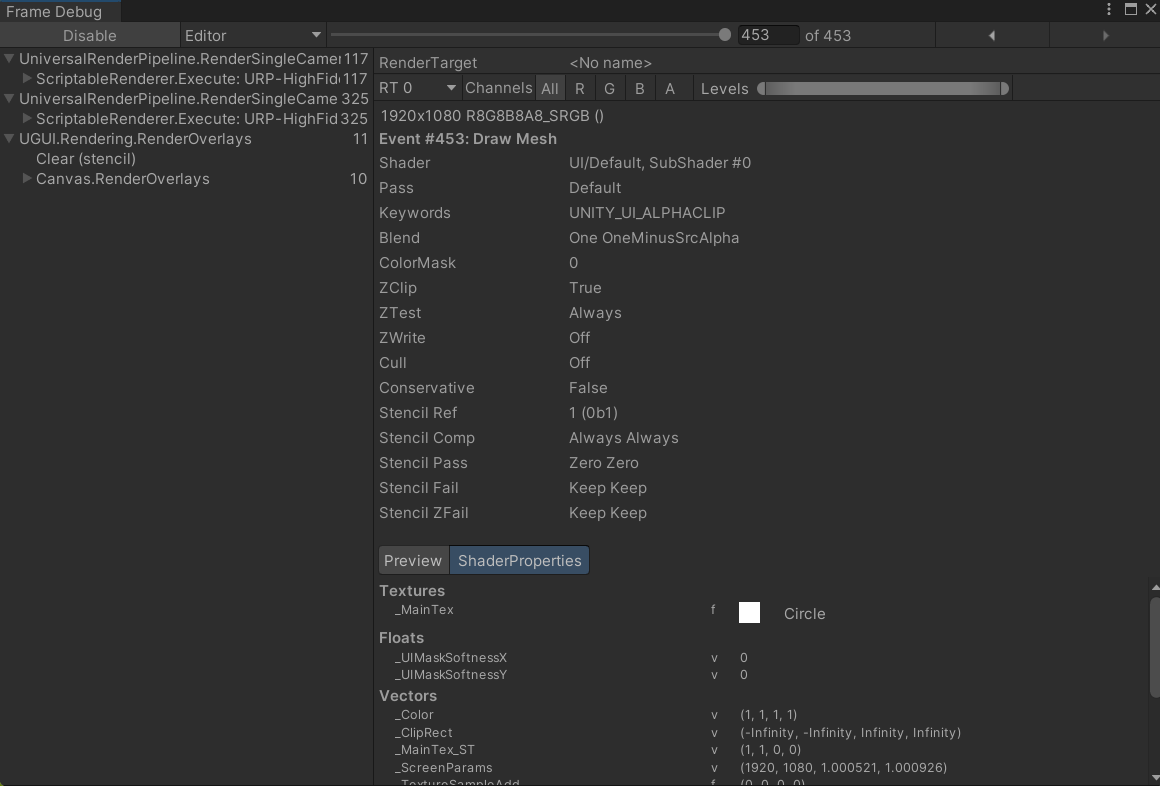 Frame Debug
Disable Editor 453 of 453
UniversalRenderPipeline.RenderSingleCamer 117
ScriptableRenderer.Execute: URP-HighFid 117
UniversalRenderPipeline.RenderSingleCame 325
ScriptableRenderer.Execute: URP-HighFid 325
UGUI.Rendering.RenderOverlays 11
Clear (stencil)
Canvas.RenderOverlays 10
RenderTarget <No name>
RT 0 Channels All R G B A Levels
1920x1080 R8G8B8A8_SRGB ()
Event #453: Draw Mesh
Shader UI/Default, SubShader #0
Pass Default
Keywords UNITY_UI_ALPHACLIP
Blend One OneMinusSrcAlpha
ColorMask 0
ZClip True
ZTest Always
ZWrite Off
Cull Off
Conservative False
Stencil Ref 1 (0b1)
Stencil Comp Always Always
Stencil Pass Zero Zero
Stencil Fail Keep Keep
Stencil ZFail Keep Keep
Preview ShaderProperties
Textures
_MainTex f Circle
Floats
_UIMaskSoftnessX v 0
_UIMaskSoftnessY v 0
Vectors
_Color v (1, 1, 1, 1)
_ClipRect v (-Infinity, -Infinity, Infinity, Infinity)
_MainTex_ST v (1, 1, 0, 0)
_ScreenParams v (1920, 1080, 1.000521, 1.000926)
_TextureSampleAdd f (0, 0, 0, 0)